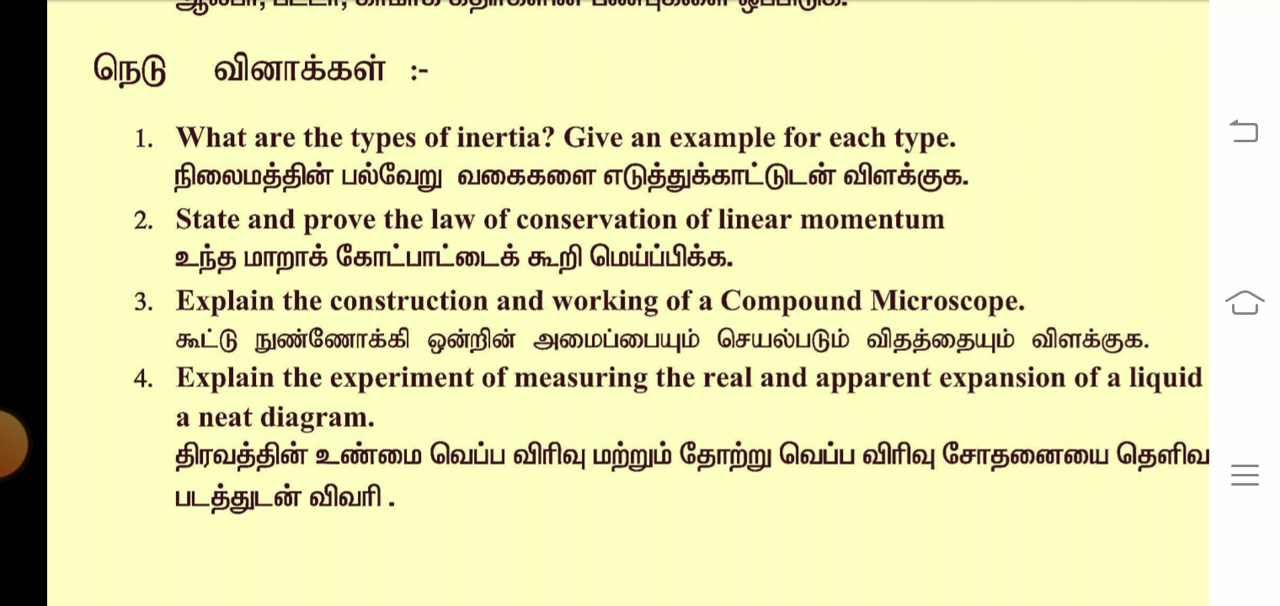 நெடு வினாக்கள் :-
1. What are the types of inertia? Give an example for each type.
நிலைமத்தின் பல்வேறு வகைகளை எடுத்துக்காட்டுடன் விளக்குக.
2. State and prove the law of conservation of linear momentum
உந்த மாறாக் கோட்பாட்டைக் கூறி மெய்ப்பிக்க.
3. Explain the construction and working of a Compound Microscope.
கூட்டு நுண்ணோக்கி ஒன்றின் அமைப்பையும் செயல்படும் விதத்தையும் விளக்குக.
4. Explain the experiment of measuring the real and apparent expansion of a liquid
a neat diagram.
திரவத்தின் உண்மை வெப்ப விரிவு மற்றும் தோற்று வெப்ப விரிவு சோதனையை தெளிவ
படத்துடன் விவரி .